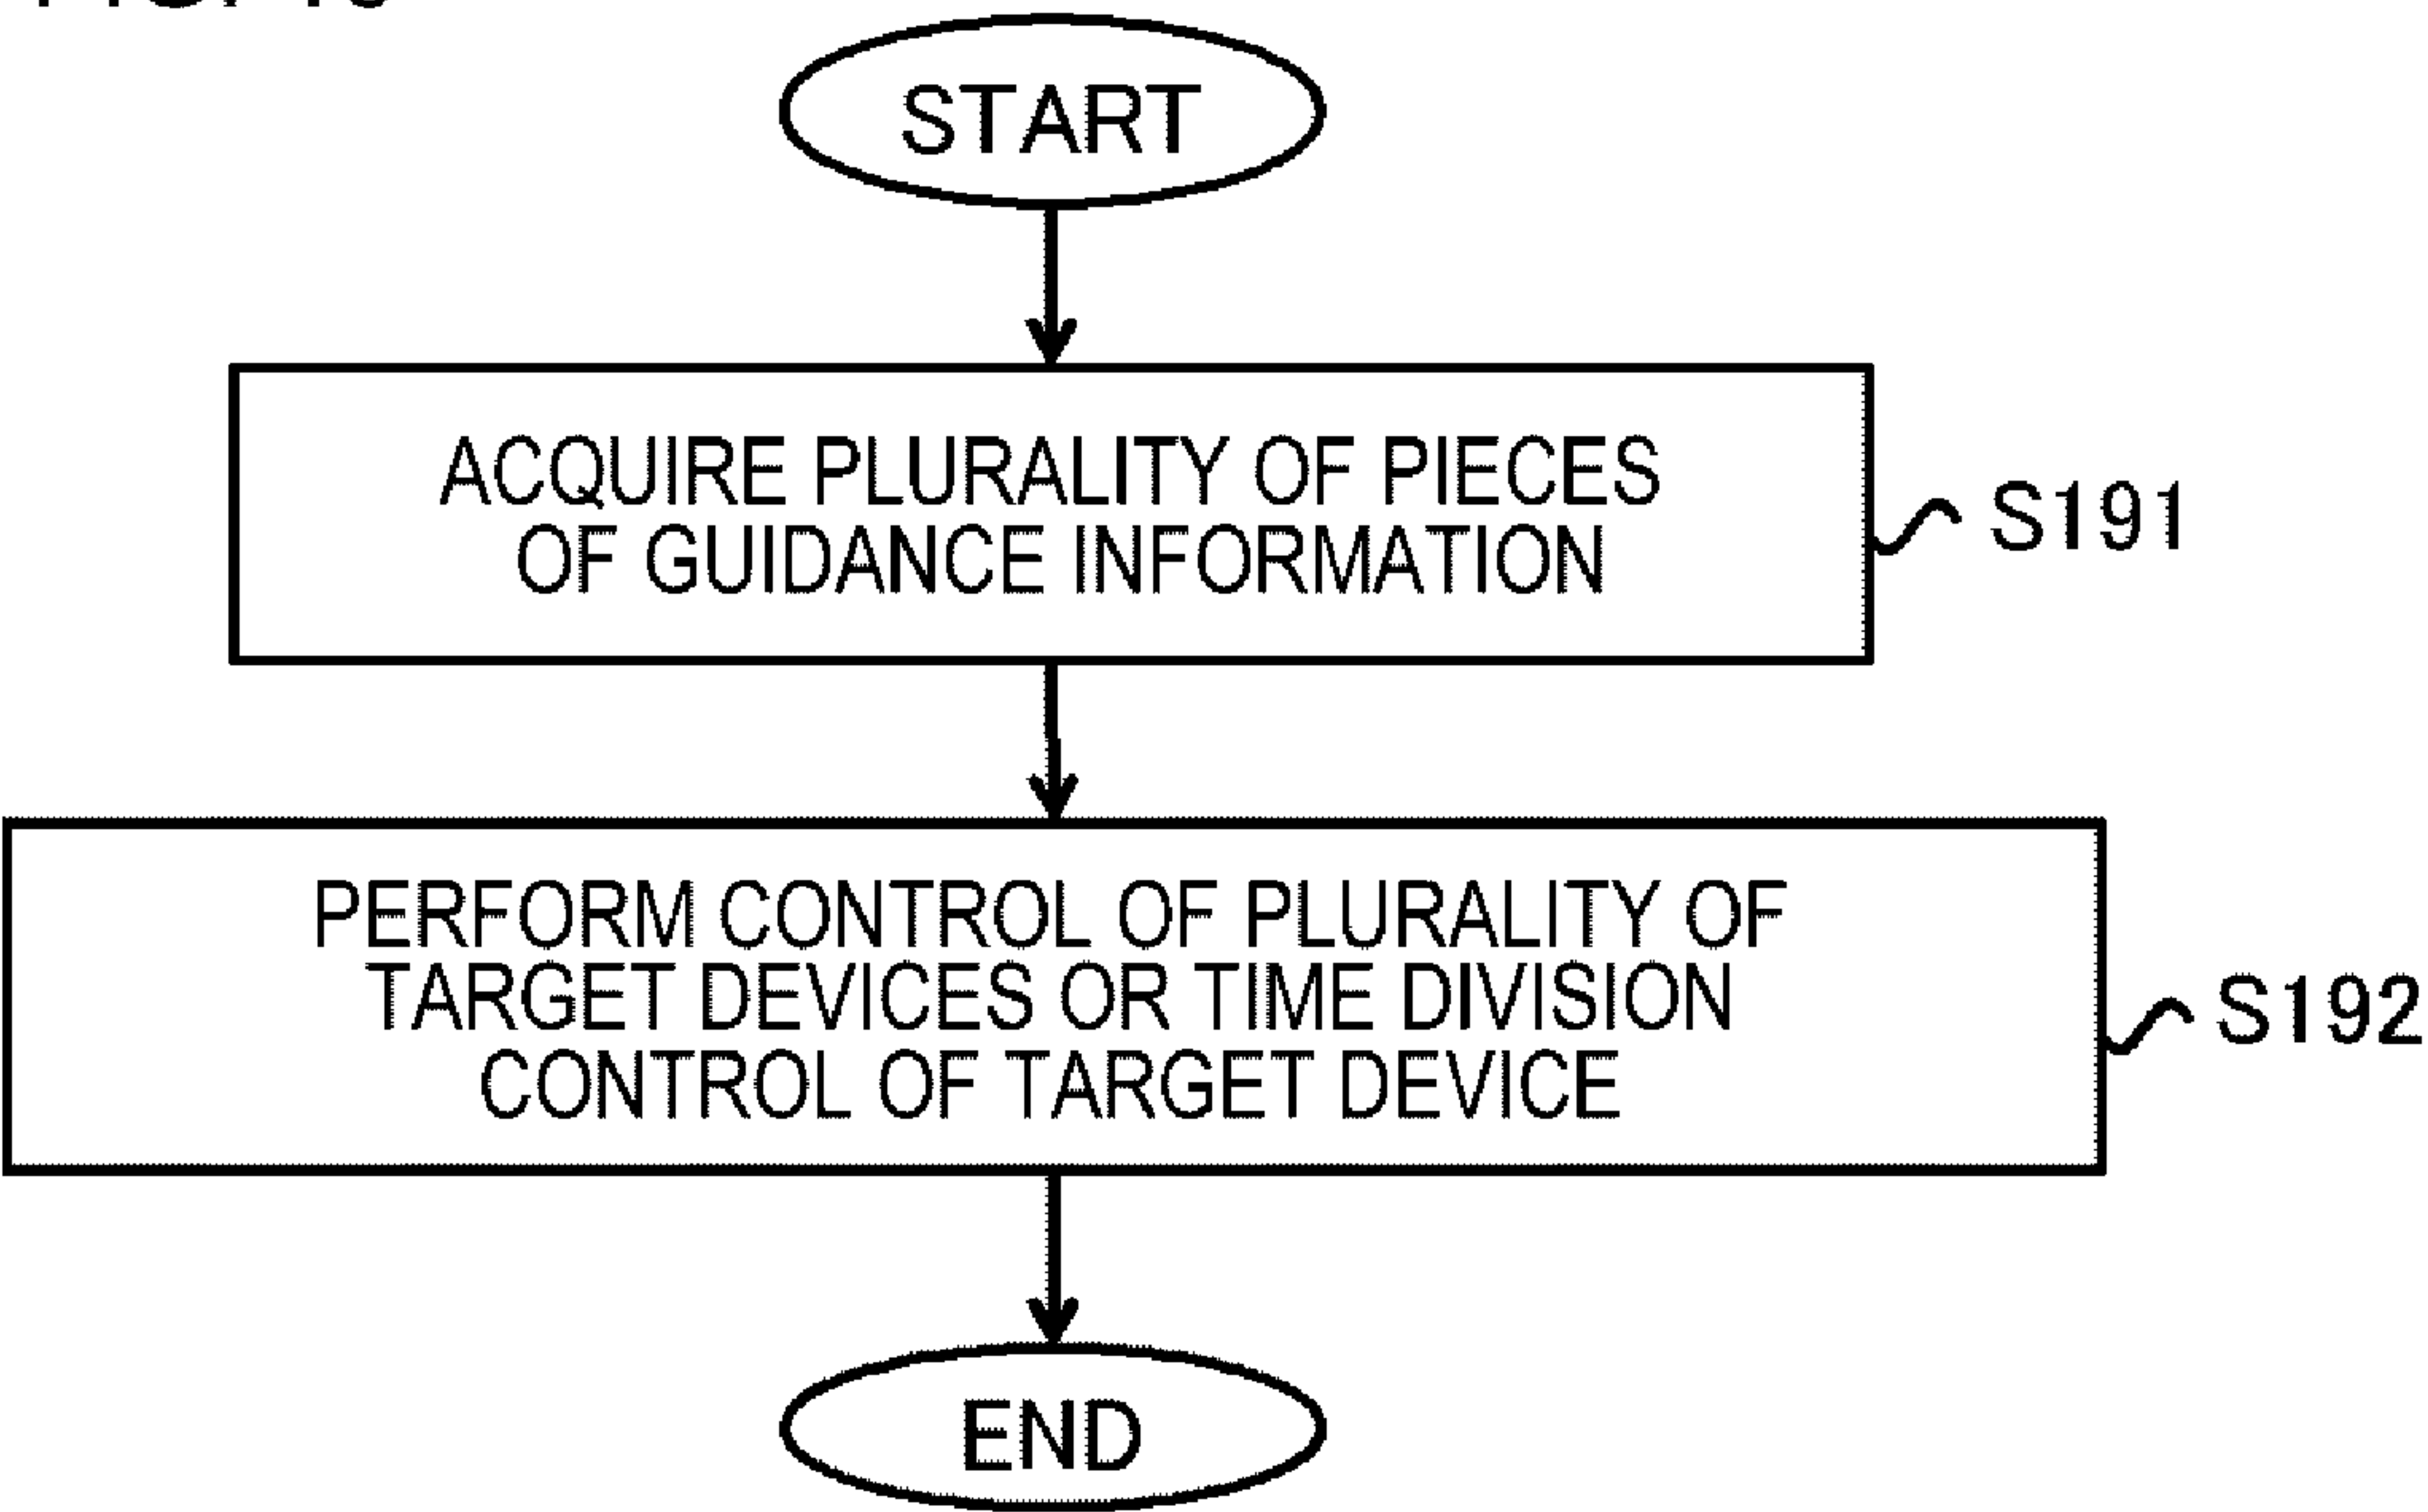 START
ACQUIRE PLURALITY OF PIECES
OF GUIDANCE INFORMATION
S191
PERFORM CONTROL OF PLURALITY OF
TARGET DEVICES OR TIME DIVISION
CONTROL OF TARGET DEVICE
S192
END